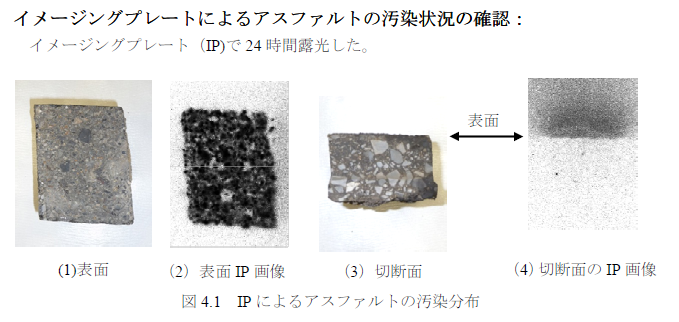 イメージングプレートによるアスファルトの汚染状況の確認：
イメージングプレート（IP)で 24 時間露光した。
表面
(1)表面
（2）表面 IP 画像
（3）切断面
（4）切断面の IP 画像
図 4.1　IP によるアスファルトの汚染分布